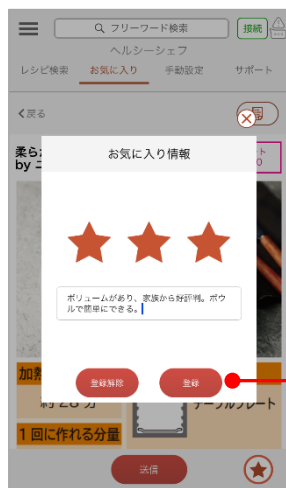 フリーワード検索
接続
ヘルシーシェフ
レシピ検索 お気に入り 手動設定 サポート
<戻る
柔ら
by ニ
ト
0
お気に入り情報
ボリュームがあり、家族から好評判。ボウ
ルで簡単にできる。
登録解除 登録
加熱
約 28 分
テーブルプレート
1回に作れる分量
送信